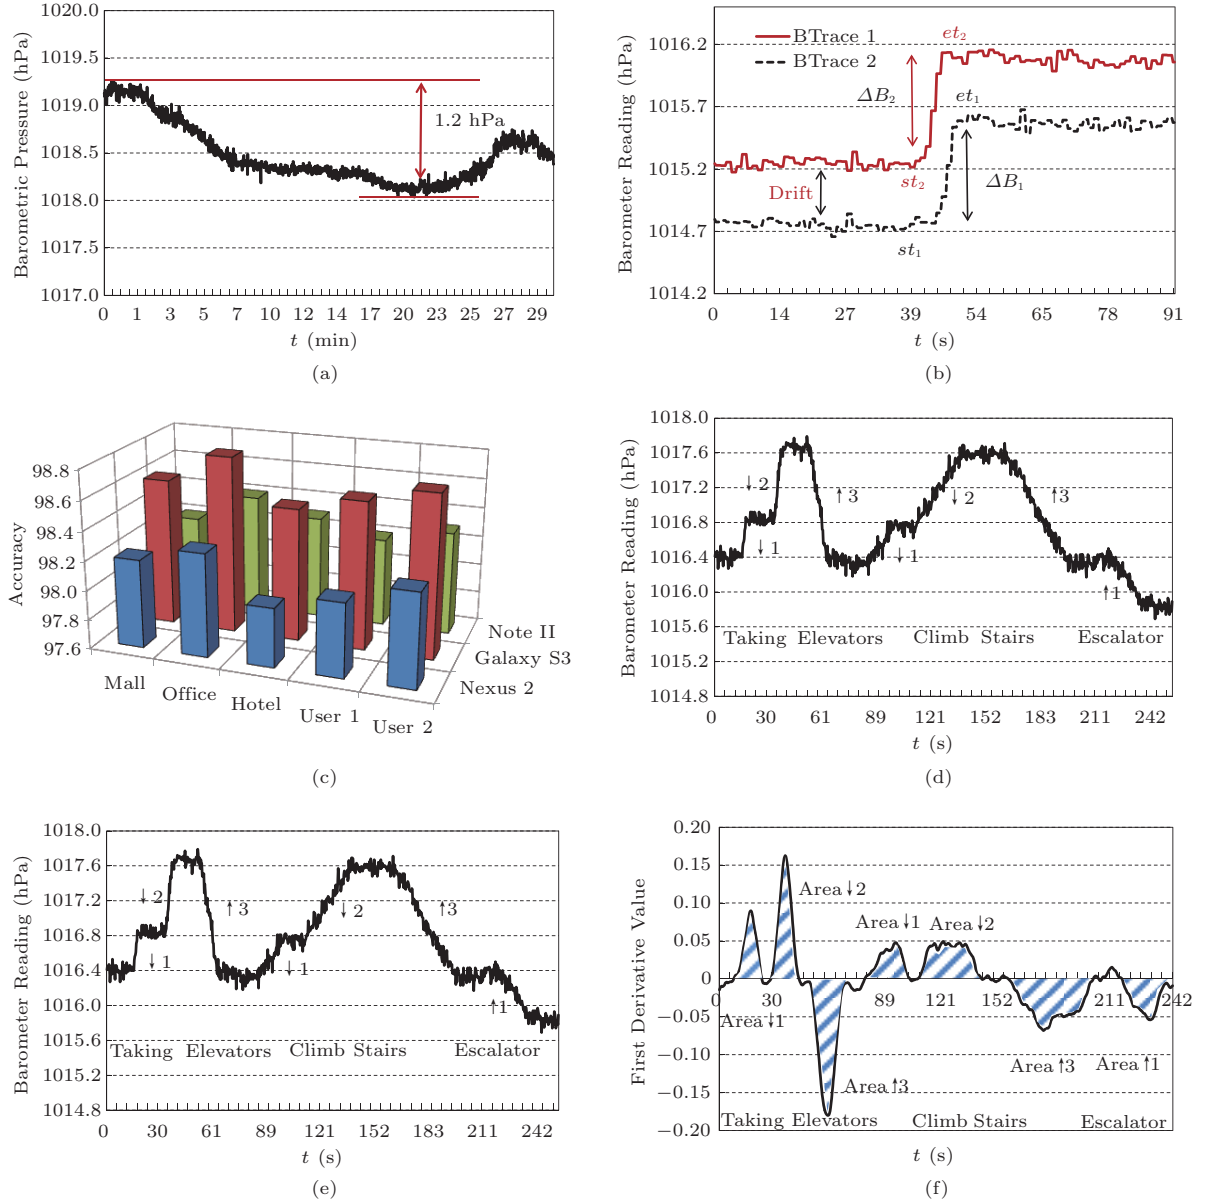 1020.0
1019.5
1019.0
1018.5
1018.0
1017.5
1017.0
Barometric Pressure (hPa)
1.2 hPa
0 1 3 5 7 10 12 14 17 20 23 25 27 29
t (min)
(a)
1016.2
1015.7
1015.2
1014.7
1014.2
Barometer Reading (hPa)
BTrace 1
BTrace 2
et2
ΔB2
et1
st2
Drift
ΔB1
st1
0 14 27 39 54 65 78 91
t (s)
(b)
98.8
98.6
98.4
98.2
98.0
97.8
97.6
Accuracy
Mall
Office
Hotel
User 1
User 2
Note II
Galaxy S3
Nexus 2
(c)
1018.0
1017.6
1017.2
1016.8
1016.4
1016.0
1015.6
1015.2
1014.8
Barometer Reading (hPa)
↓2
↑3
↓2
↑3
↓1
↓1
↑1
Taking Elevators Climb Stairs Escalator
0 30 61 89 121 152 183 211 242
t (s)
(d)
1018.0
1017.6
1017.2
1016.8
1016.4
1016.0
1015.6
1015.2
1014.8
Barometer Reading (hPa)
↓2
↑3
↓2
↑3
↓1
↓1
↑1
Taking Elevators Climb Stairs Escalator
0 30 61 89 121 152 183 211 242
t (s)
(e)
0.20
0.15
0.10
0.05
0
−0.05
−0.10
−0.15
−0.20
First Derivative Value
Area↓2
Area↓1
Area↓2
0 30 89 121 152 211 242
Area↓1
Area↑3
Area↑3
Area↑1
Taking Elevators Climb Stairs Escalator
t (s)
(f)